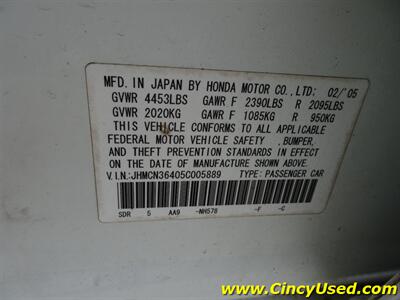 MFD. IN JAPAN BY HONDA MOTOR CO.,LTD: 02/'05
GVWR 4453LBS GAWR F 2390LBS R 2095LBS
GVWR 2020KG GAWR F 1085KG R 950KG
THIS VEHICLE CONFORMS TO ALL APPLICABLE
FEDERAL MOTOR VEHICLE SAFETY ,BUMPER,
AND THEFT PREVENTION STANDARDS IN EFFECT
ON THE DATE OF MANUFACTURE SHOWN ABOVE.
V.I.N.:JHMCN36405C005889 TYPE: PASSENGER CAR
SDR 5 AA9 -NH578 -F -C
www.CincyUsed.com